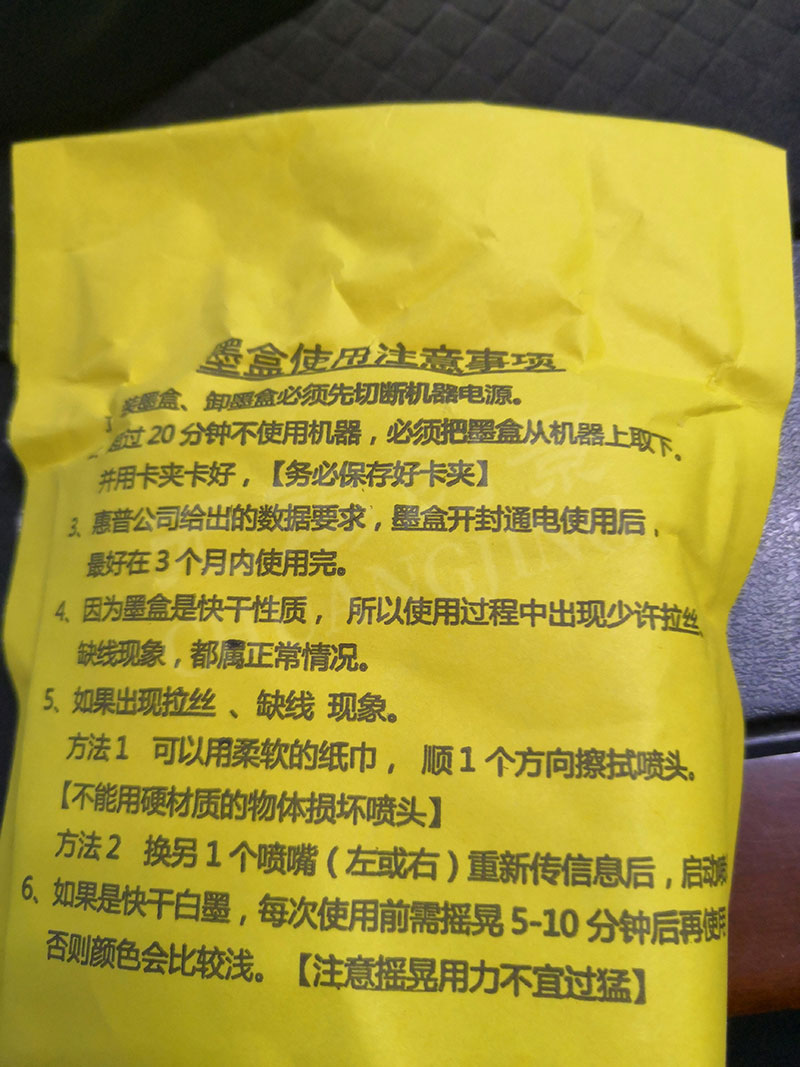 墨盒使用注意事项
1、装墨盒、卸墨盒必须先切断机器电源。
2、超过 20 分钟不使用机器，必须把墨盒从机器上取下。
并用卡夹卡好，【务必保存好卡夹】
3、惠普公司给出的数据要求，墨盒开封通电使用后，
最好在 3 个月内使用完。
4、因为墨盒是快干性质， 所以使用过程中出现少许拉丝、
缺线现象，都属正常情况。
5、如果出现拉丝 、缺线 现象。
方法 1 可以用柔软的纸巾， 顺 1 个方向擦拭喷头。
【不能用硬材质的物体损坏喷头】
方法 2 换另 1 个喷嘴（左或右）重新传信息后，启动
6、如果是快干白墨，每次使用前需摇晃 5-10 分钟后再使用
否则颜色会比较浅。【注意摇晃用力不宜过猛】